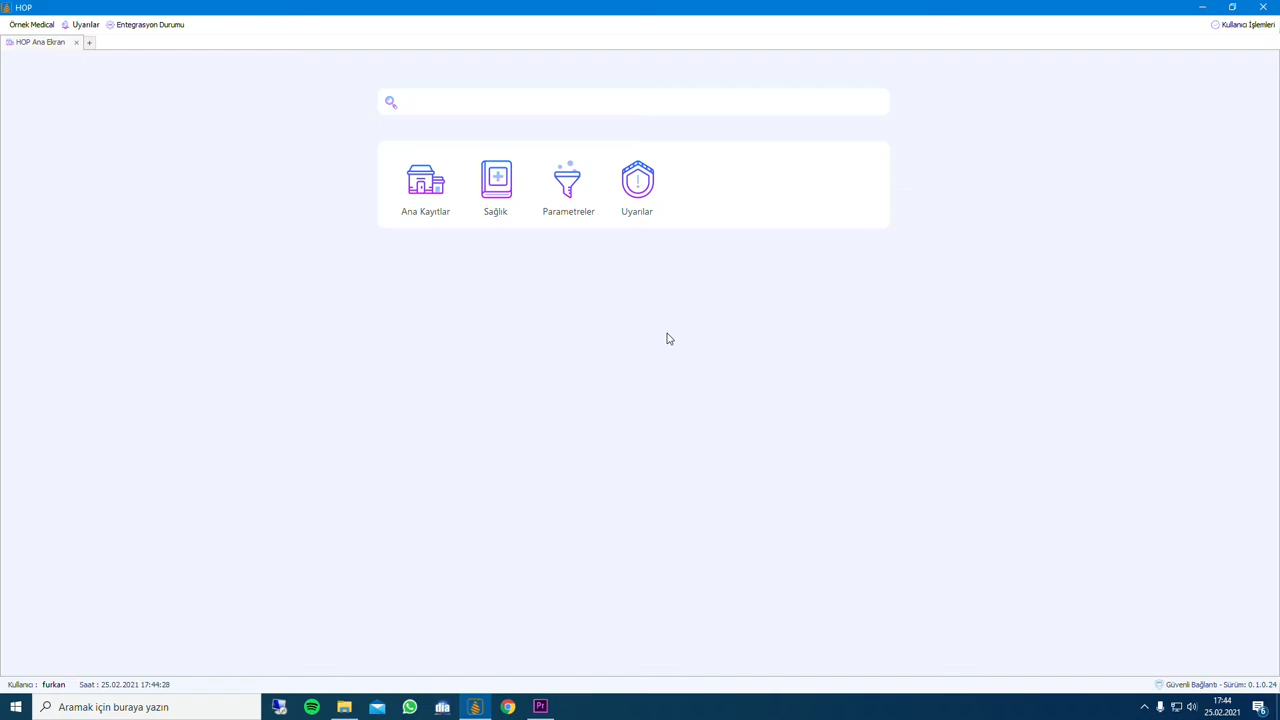 HOP
Örnek Medical Uyarılar Entegrasyon Durumu Kullanıcı İşlemleri
HOP Ana Ekran
Ana Kayıtlar Sağlık Parametreler Uyarılar
Kullanıcı : furkan Saat : 25.02.2021 17:44:28 Güvenli Bağlantı - Sürüm: 0.1.0.24
Aramak için buraya yazın 17:44
25.02.2021
6